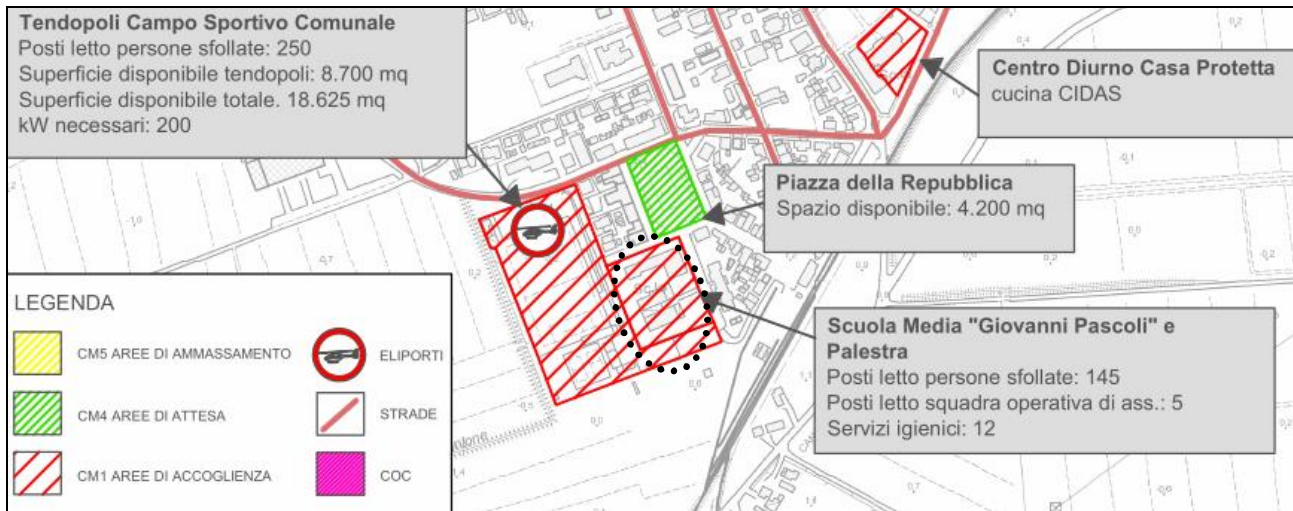 Tendopoli Campo Sportivo Comunale
Posti letto persone sfollate: 250
Superficie disponibile tendopoli: 8.700 mq
Superficie disponibile totale. 18.625 mq
kW necessari: 200
Centro Diurno Casa Protetta
cucina CIDAS
Piazza della Repubblica
Spazio disponibile: 4.200 mq
Scuola Media "Giovanni Pascoli" e
Palestra
Posti letto persone sfollate: 145
Posti letto squadra operativa di ass.: 5
Servizi igienici: 12
LEGENDA
CM5 AREE DI AMMASSAMENTO
ELIPORTI
CM4 AREE DI ATTESA
STRADE
CM1 AREE DI ACCOGLIENZA
COC